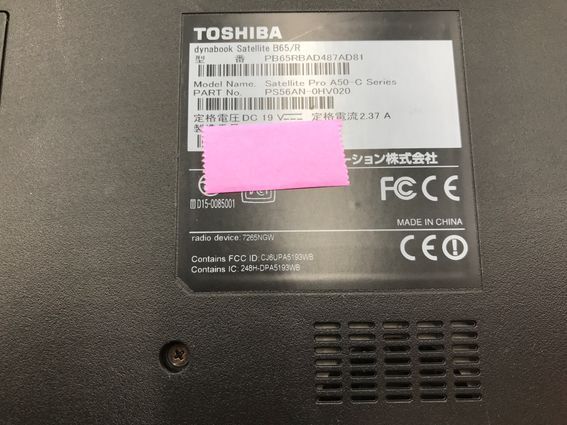 TOSHIBA
dynabook Satellite B65/R
型 番 PB65RBAD487AD81
Model Name. Satellite Pro A50-C Series
PART No. PS56AN-0HV020
定格電圧 DC 19 V 定格電流 2.37 A
ーション株式会社
D15-0085001
FC CE
MADE IN CHINA
radio device: 7265NGW
CE
Contains FCC ID: CJ6UPA5193WB
Contains IC: 248H-DPA5193WB